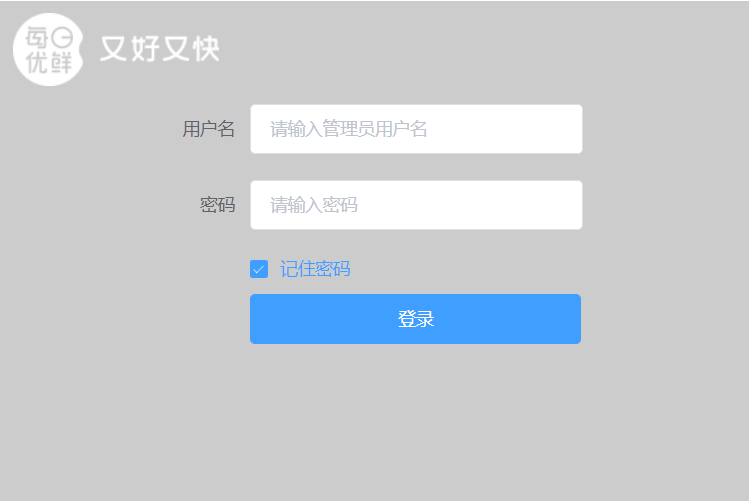 每日优鲜
又好又快
用户名
请输入管理员用户名
密码
请输入密码
记住密码
登录